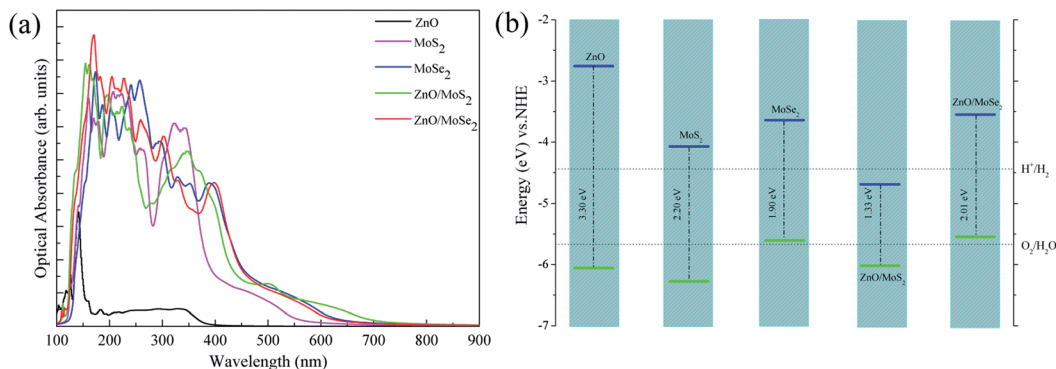 (a)
ZnO
MoS2
MoSe2
ZnO/MoS2
ZnO/MoSe2
Optical Absorbance (arb. units)
100 200 300 400 500 600 700 800 900
Wavelength (nm)
(b)
Energy (eV) vs.NHE
-2
-3
-4
-5
-6
-7
ZnO
3.30 eV
MoS2
2.20 eV
MoSe2
1.90 eV
1.33 eV
ZnO/MoS2
ZnO/MoSe2
2.01 eV
H+/H2
O2/H2O